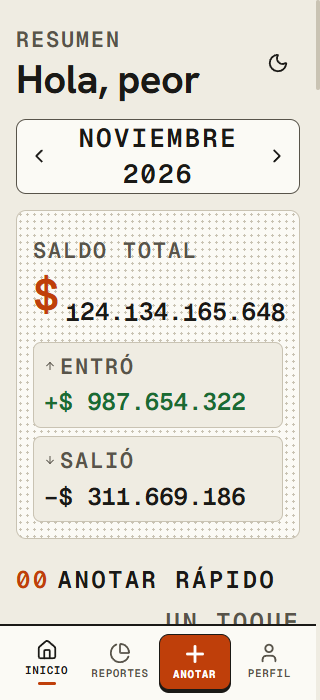 RESUMEN
Hola, peor
NOVIEMBRE
2026
SALDO TOTAL
$ 124.134.165.648
↑ENTRÓ
+$ 987.654.322
↓SALIÓ
−$ 311.669.186
00 ANOTAR RÁPIDO
UN TOQUE
INICIO
REPORTES
ANOTAR
PERFIL